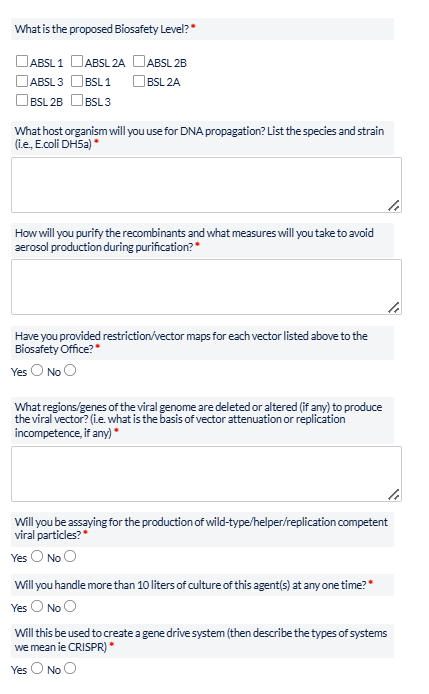 What is the proposed Biosafety Level? *
ABSL 1 ABSL 2A ABSL 2B
ABSL 3 BSL 1 BSL 2A
BSL 2B BSL 3
What host organism will you use for DNA propagation? List the species and strain
(i.e., E.coli DH5a) *
How will you purify the recombinants and what measures will you take to avoid
aerosol production during purification? *
Have you provided restriction/vector maps for each vector listed above to the
Biosafety Office? *
Yes No
What regions/genes of the viral genome are deleted or altered (if any) to produce
the viral vector? (i.e. what is the basis of vector attenuation or replication
incompetence, if any) *
Will you be assaying for the production of wild-type/helper/replication competent
viral particles? *
Yes No
Will you handle more than 10 liters of culture of this agent(s) at any one time? *
Yes No
Will this be used to create a gene drive system (then describe the types of systems
we mean ie CRISPR) *
Yes No